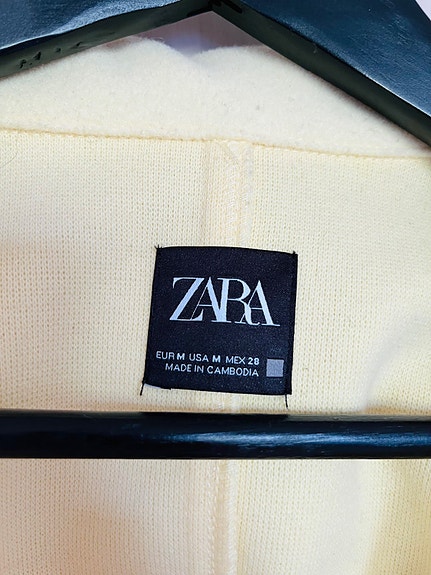 ZARA
EUR M USA M MEX 28
MADE IN CAMBODIA